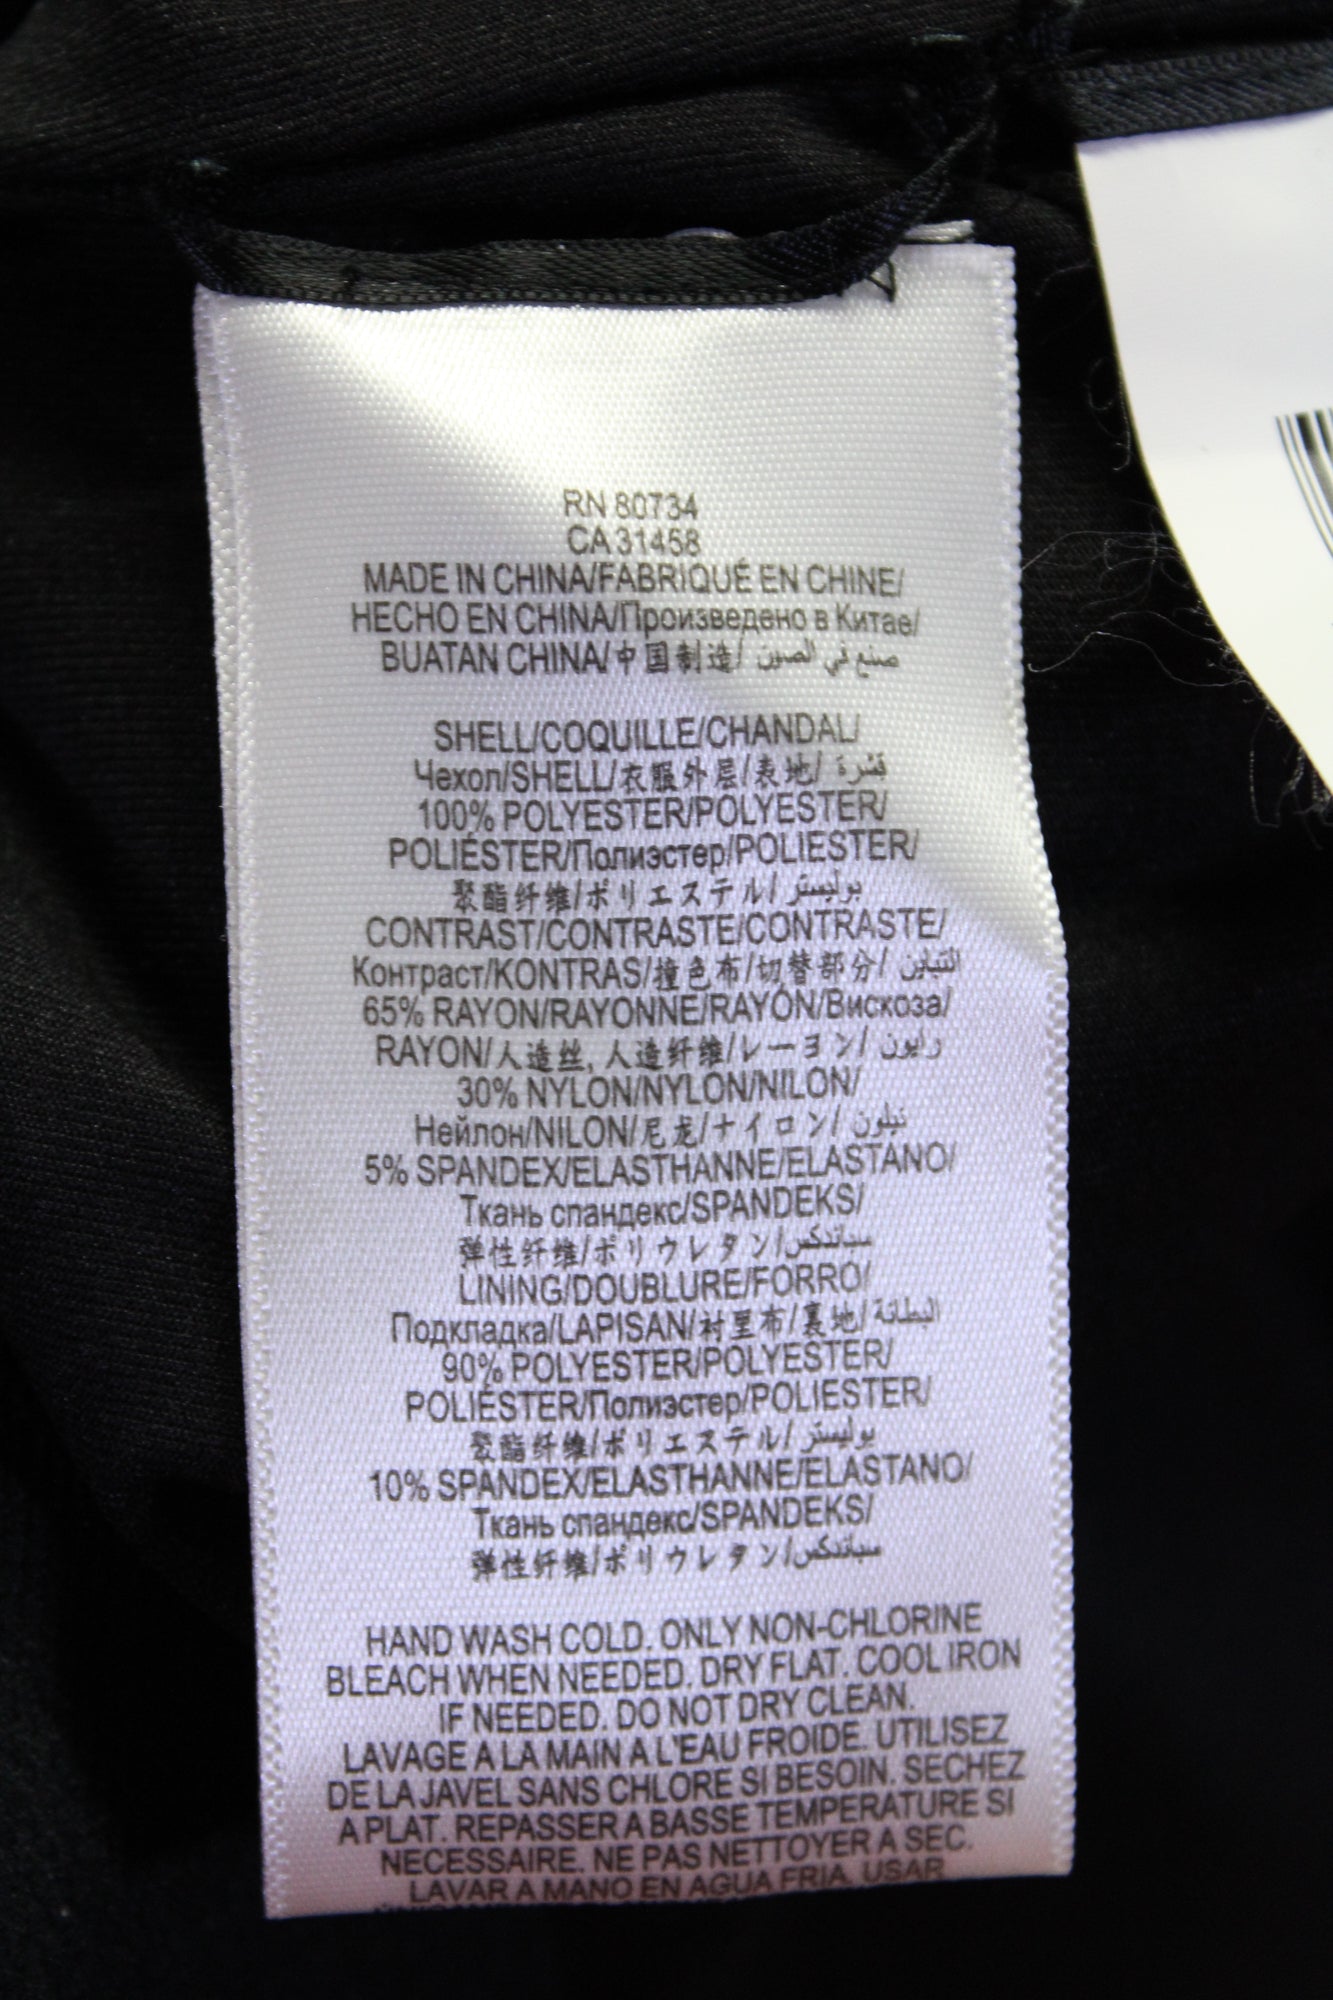 RN 80734
CA 31458
MADE IN CHINA/FABRIQUÉ EN CHINE/
HECHO EN CHINA/Произведено в Китае/
BUATAN CHINA/中国制造/ صنع في الصين
SHELL/COQUILLE/CHANDAL/
Чехол/SHELL/衣服外层/表地/ قشرة
100% POLYESTER/POLYESTER/
POLIÉSTER/Полиэстер/POLIESTER/
聚酯纤维/ポリエステル/ بوليستر
CONTRAST/CONTRASTE/CONTRASTE/
Контраст/KONTRAS/撞色布/切替部分/ التباين
65% RAYON/RAYONNE/RAYÓN/Вискоза/
RAYON/人造丝, 人造纤维/レーヨン/ رايون
30% NYLON/NYLON/NILON/
Нейлон/NILON/尼龙/ナイロン/ نيلون
5% SPANDEX/ELASTHANNE/ELASTANO/
Ткань спандекс/SPANDEKS/
弹性纤维/ポリウレタン/سباندكس
LINING/DOUBLURE/FORRO/
Подкладка/LAPISAN/衬里布/裏地/ البطانة
90% POLYESTER/POLYESTER/
POLIÉSTER/Полиэстер/POLIESTER/
聚酯纤维/ポリエステル/ بوليستر
10% SPANDEX/ELASTHANNE/ELASTANO/
Ткань спандекс/SPANDEKS/
弹性纤维/ポリウレタン/سباندكس
HAND WASH COLD. ONLY NON-CHLORINE
BLEACH WHEN NEEDED. DRY FLAT. COOL IRON
IF NEEDED. DO NOT DRY CLEAN.
LAVAGE A LA MAIN A L'EAU FROIDE. UTILISEZ
DE LA JAVEL SANS CHLORE SI BESOIN. SECHEZ
A PLAT. REPASSER A BASSE TEMPERATURE SI
NECESSAIRE. NE PAS NETTOYER A SEC.
LAVAR A MANO EN AGUA FRIA. USAR